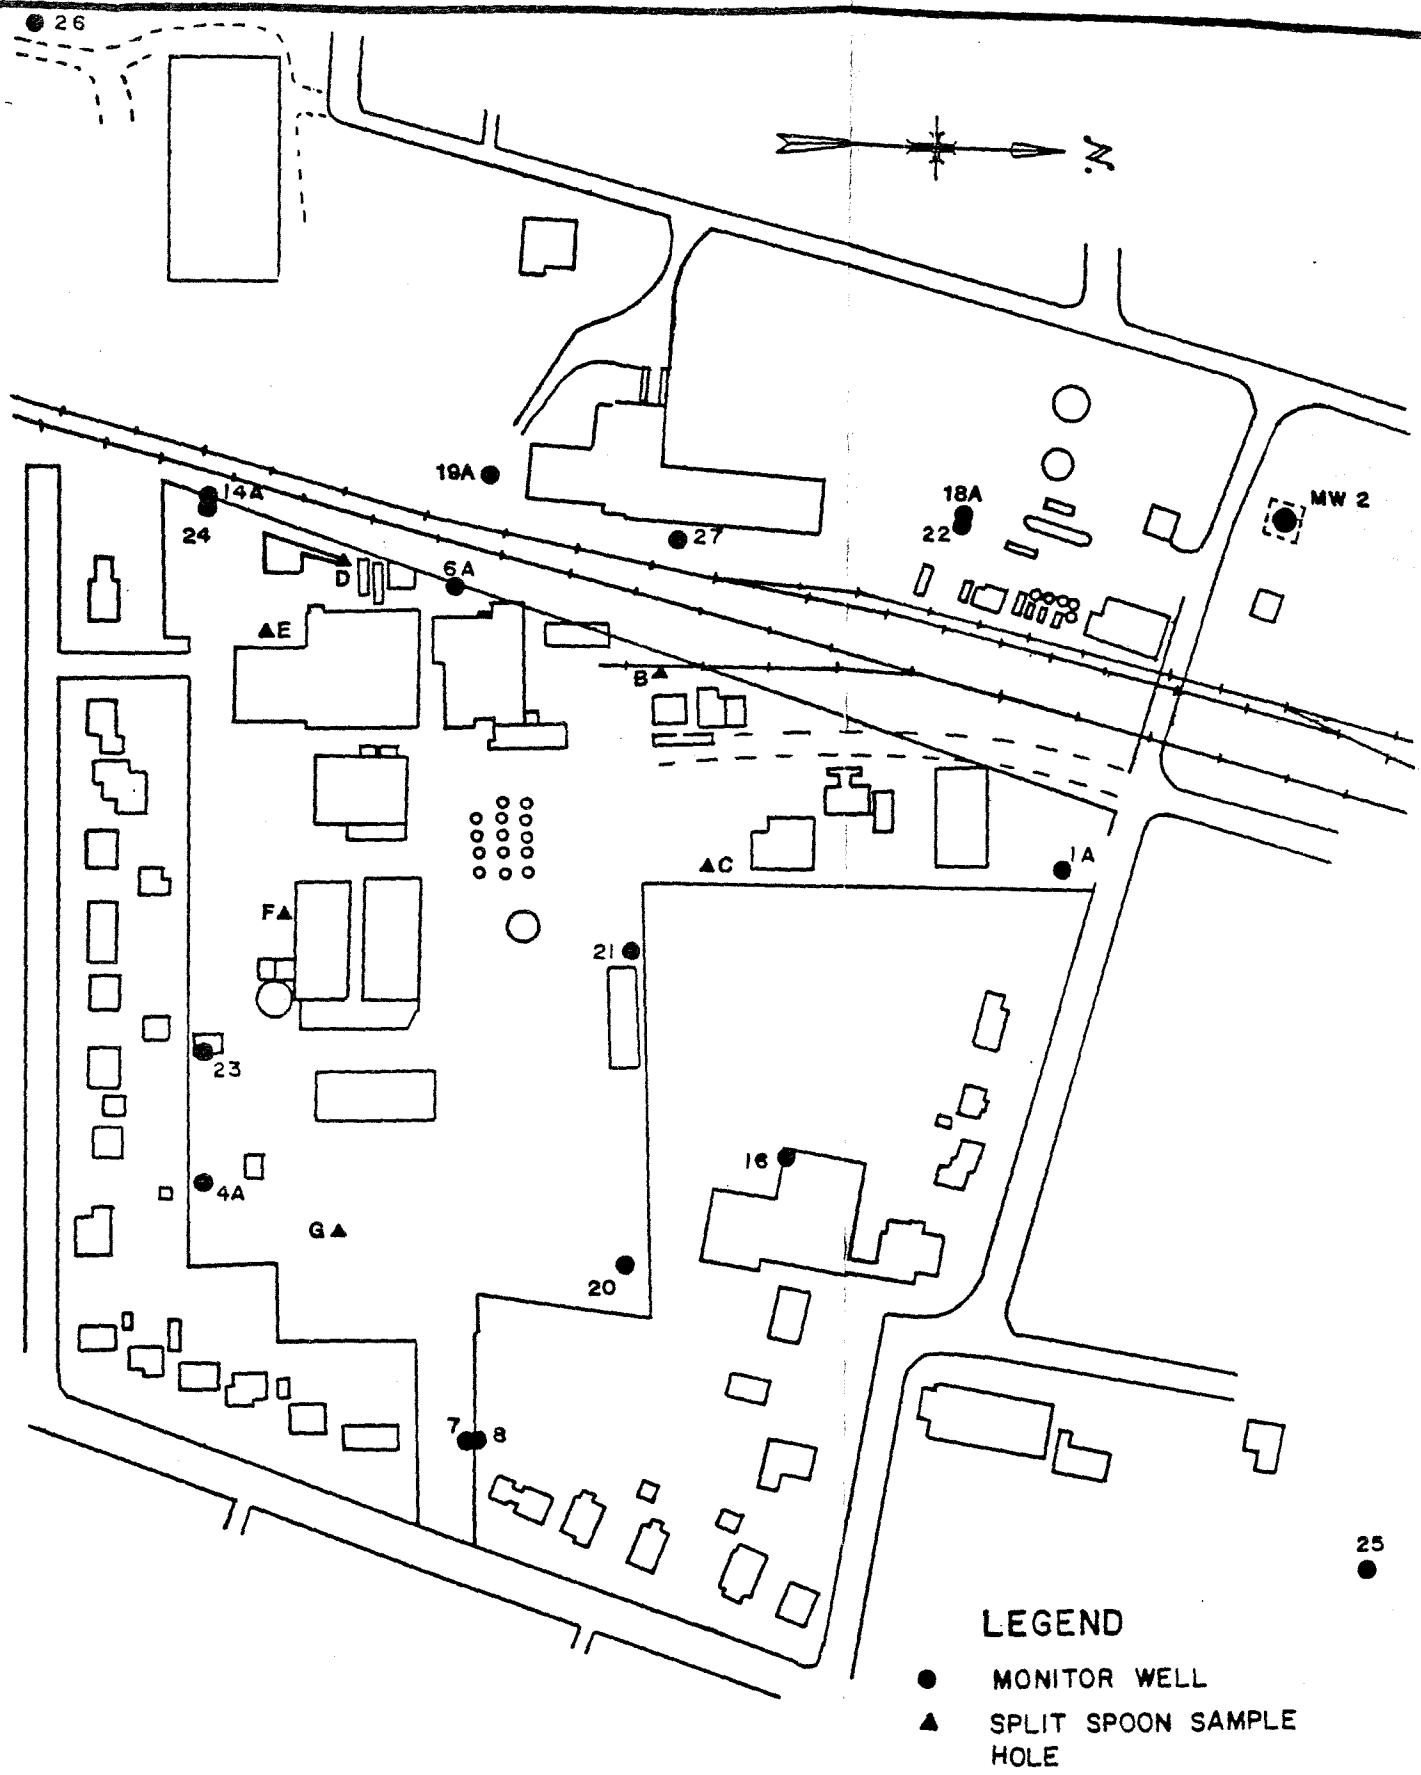 26
N.
19A
14A
18A
MW 2
24
22
27
6A
D
E
B
1A
C
F
21
23
16
4A
G
20
7
8
25
LEGEND
MONITOR WELL
SPLIT SPOON SAMPLE
HOLE